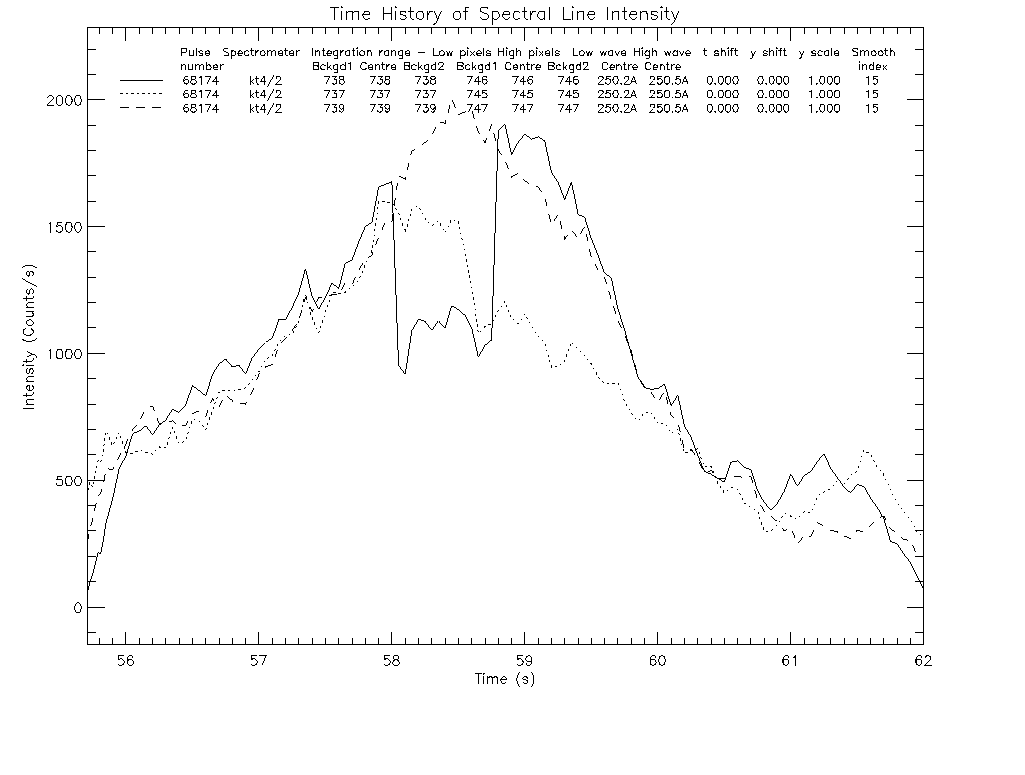 Time History of Spectral Line Intensity
Pulse Spectrometer Integration range - Low pixels High pixels Low wave High wave t shift y shift y scale Smooth
number Bckgd1 Centre Bckgd2 Bckgd1 Centre Bckgd2 Centre Centre index
68174 kt4/2 738 738 738 746 746 746 250.2A 250.5A 0.000 0.000 1.000 15
68174 kt4/2 737 737 737 745 745 745 250.2A 250.5A 0.000 0.000 1.000 15
68174 kt4/2 739 739 739 747 747 747 250.2A 250.5A 0.000 0.000 1.000 15
2000
1500
1000
500
0
Intensity (Counts/s)
56 57 58 59 60 61 62
Time (s)